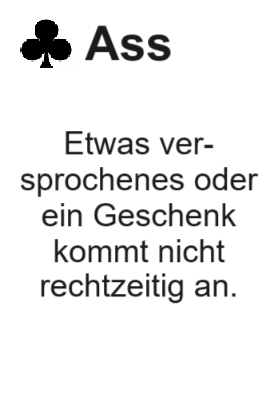 ♣ Ass
Etwas ver-
sprochenes oder
ein Geschenk
kommt nicht
rechtzeitig an.